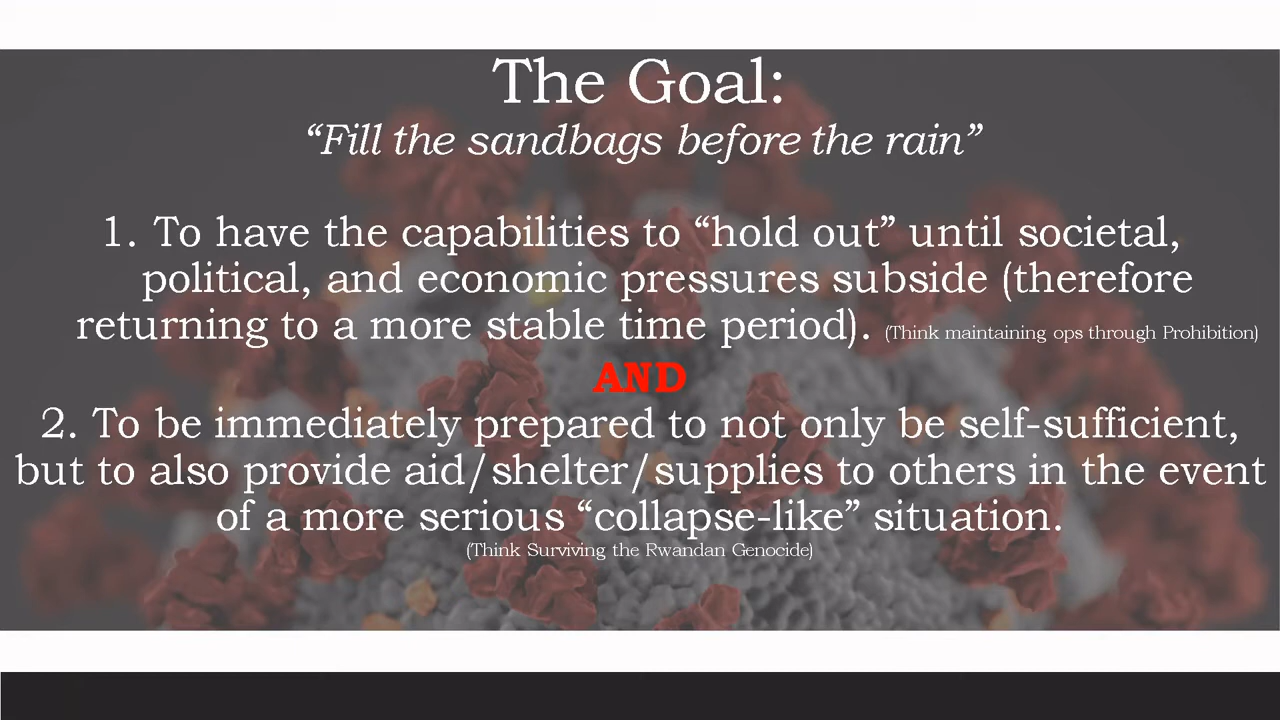 The Goal:
“Fill the sandbags before the rain”
1. To have the capabilities to “hold out” until societal,
political, and economic pressures subside (therefore
returning to a more stable time period). (Think maintaining ops through Prohibition)
AND
2. To be immediately prepared to not only be self-sufficient,
but to also provide aid/shelter/supplies to others in the event
of a more serious “collapse-like” situation.
(Think Surviving the Rwandan Genocide)